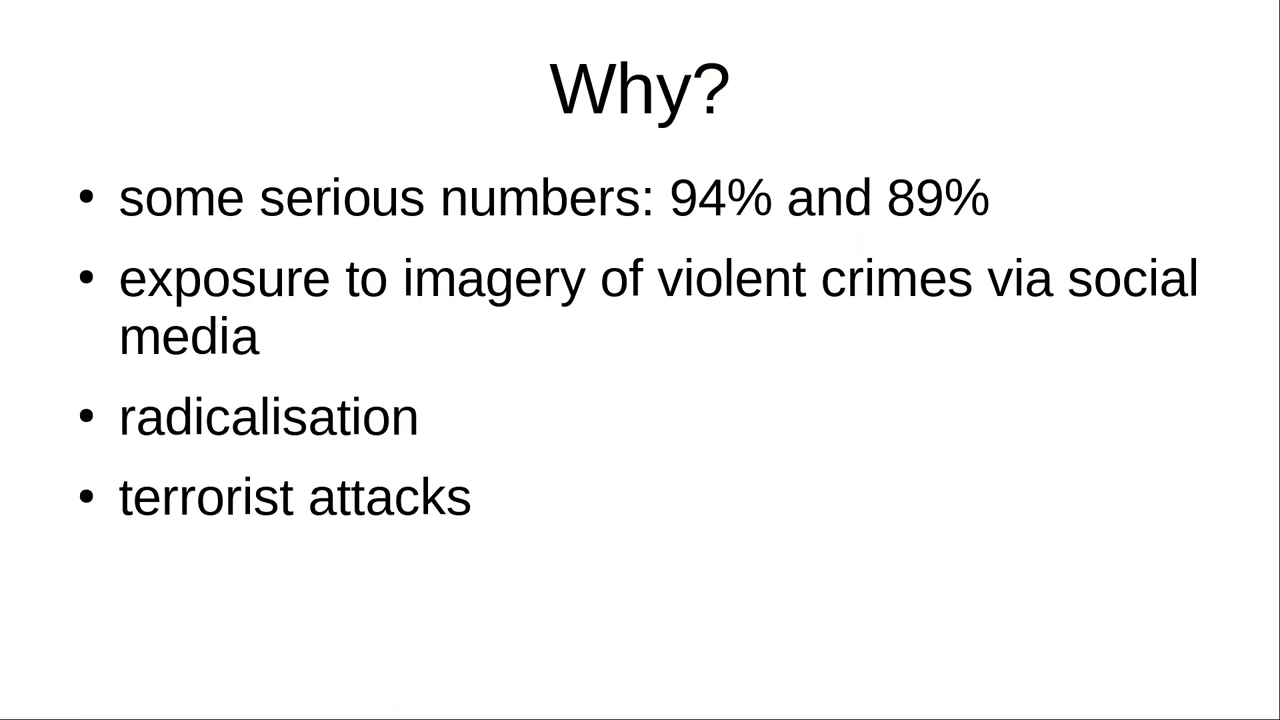 Why?
• some serious numbers: 94% and 89%
• exposure to imagery of violent crimes via social
media
• radicalisation
• terrorist attacks